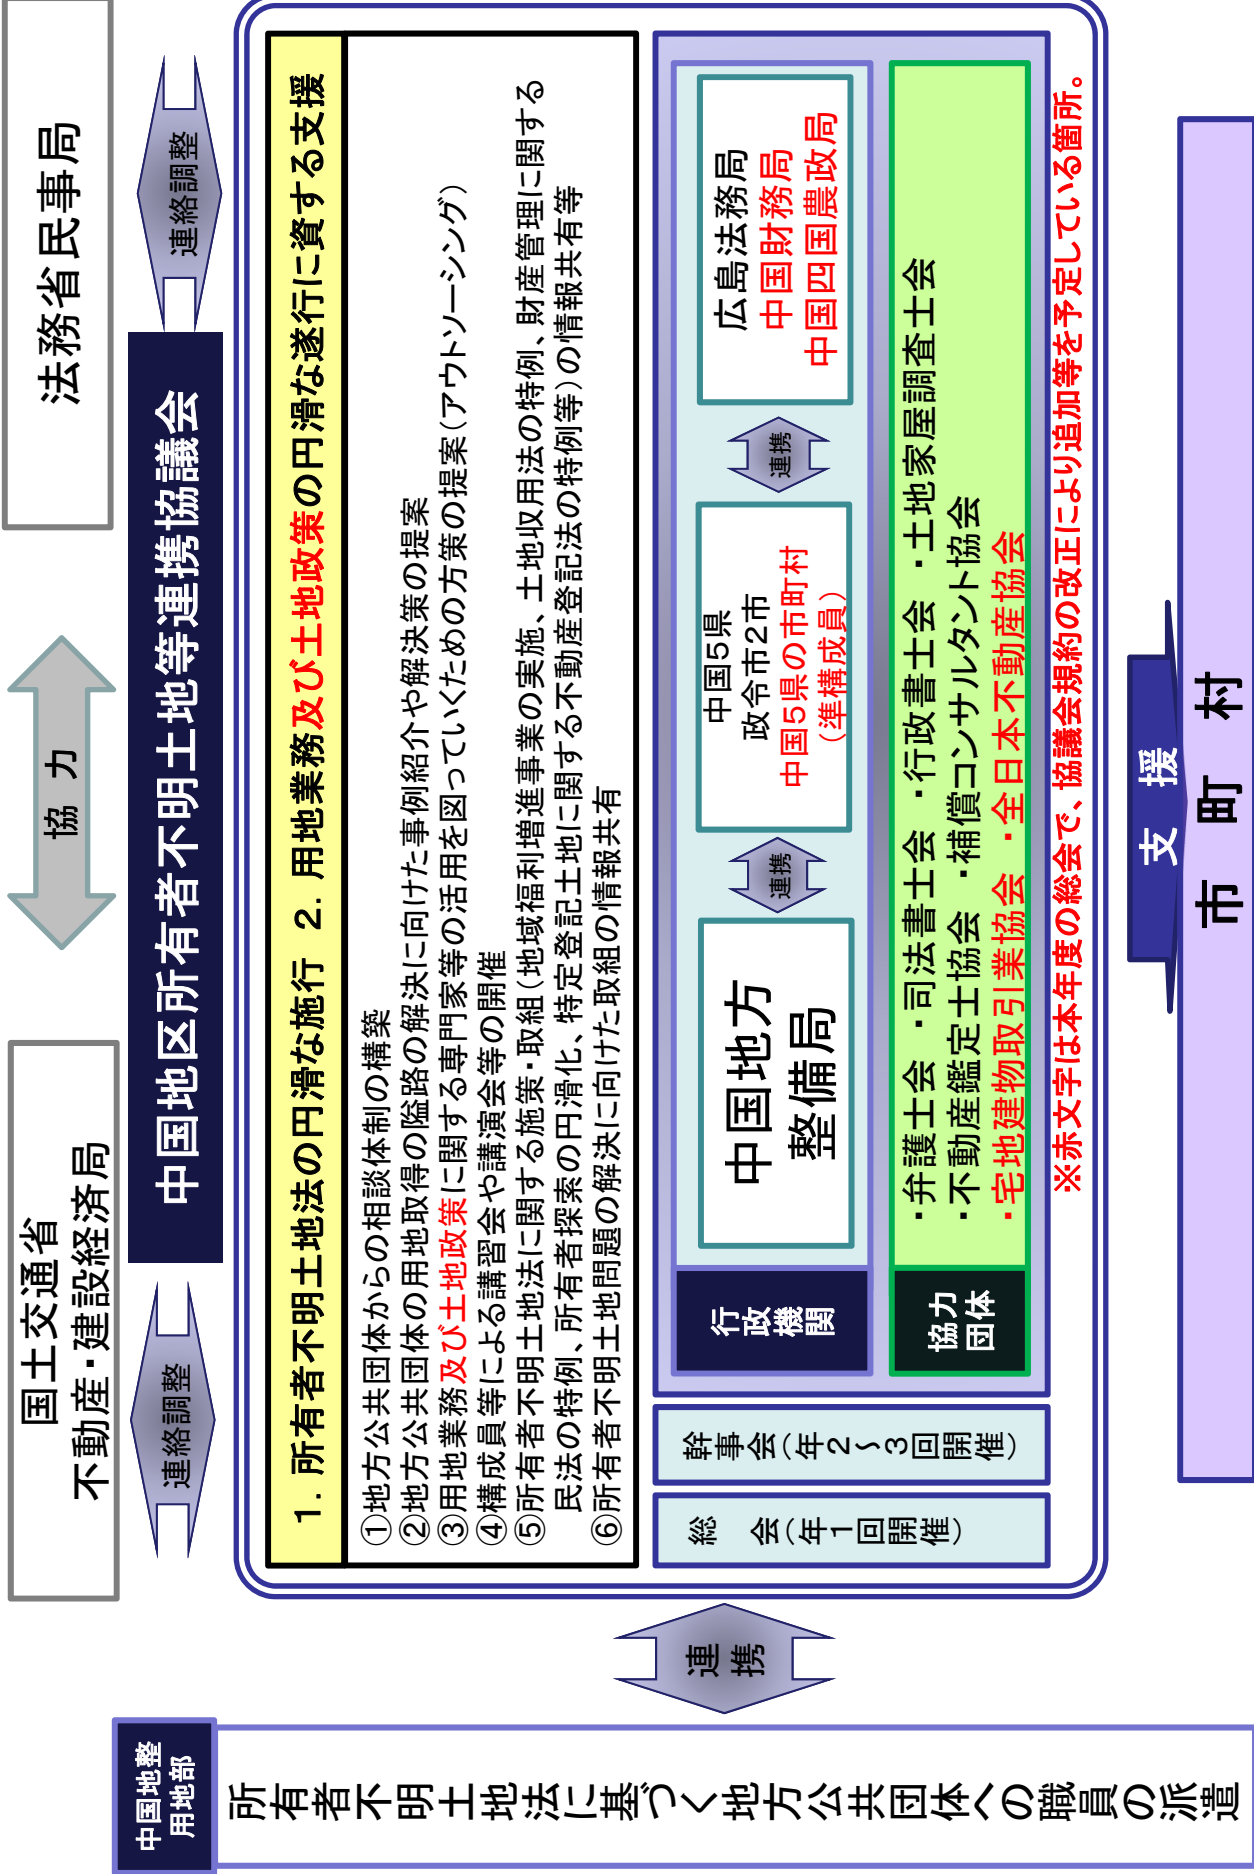 国土交通省
不動産・建設経済局
協 力
法務省民事局
連絡調整
中国地区所有者不明土地等連携協議会
連絡調整
1. 所有者不明土地法の円滑な施行 2. 用地業務及び土地政策の円滑な遂行に資する支援
①地方公共団体からの相談体制の構築
②地方公共団体の用地取得の隘路の解決に向けた事例紹介や解決策の提案
③用地業務及び土地政策に関する専門家等の活用を図っていくための方策の提案(アウトソーシング)
④構成員等による講習会や講演会等の開催
⑤所有者不明土地法に関する施策・取組(地域福利増進事業の実施、土地収用法の特例、財産管理に関する
民法の特例、所有者探索の円滑化、特定登記土地に関する不動産登記法の特例等)の情報共有等
⑥所有者不明土地問題の解決に向けた取組の情報共有
総 会(年1回開催)
幹事会(年2~3回開催)
行政機関
中国地方
整備局
連携
中国5県
政令市2市
中国5県の市町村
(準構成員)
連携
広島法務局
中国財務局
中国四国農政局
協力
団体
・弁護士会 ・司法書士会 ・行政書士会 ・土地家屋調査士会
・不動産鑑定士協会 ・補償コンサルタント協会
・宅地建物取引業協会 ・全日本不動産協会
※赤文字は本年度の総会で、協議会規約の改正により追加等を予定している箇所。
連携
中国地整
用地部
所有者不明土地法に基づく地方公共団体への職員の派遣
支 援
市 町 村